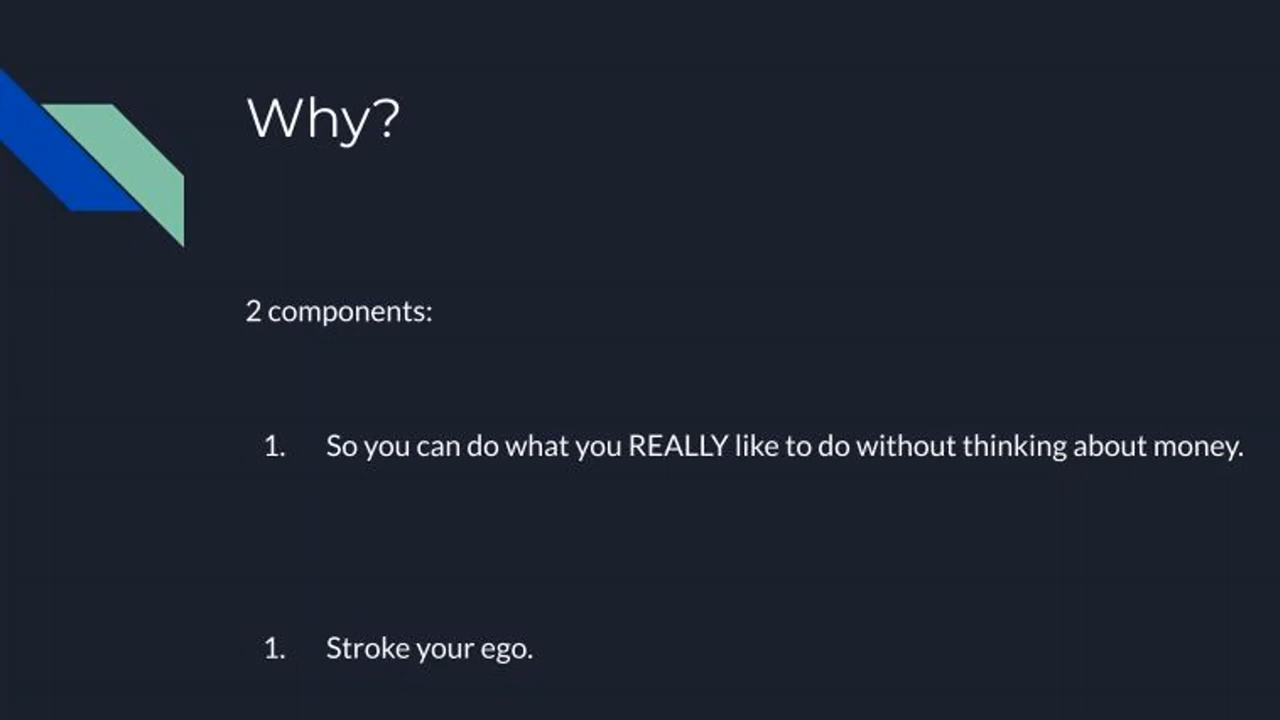 Why?
2 components:
1. So you can do what you REALLY like to do without thinking about money.
1. Stroke your ego.